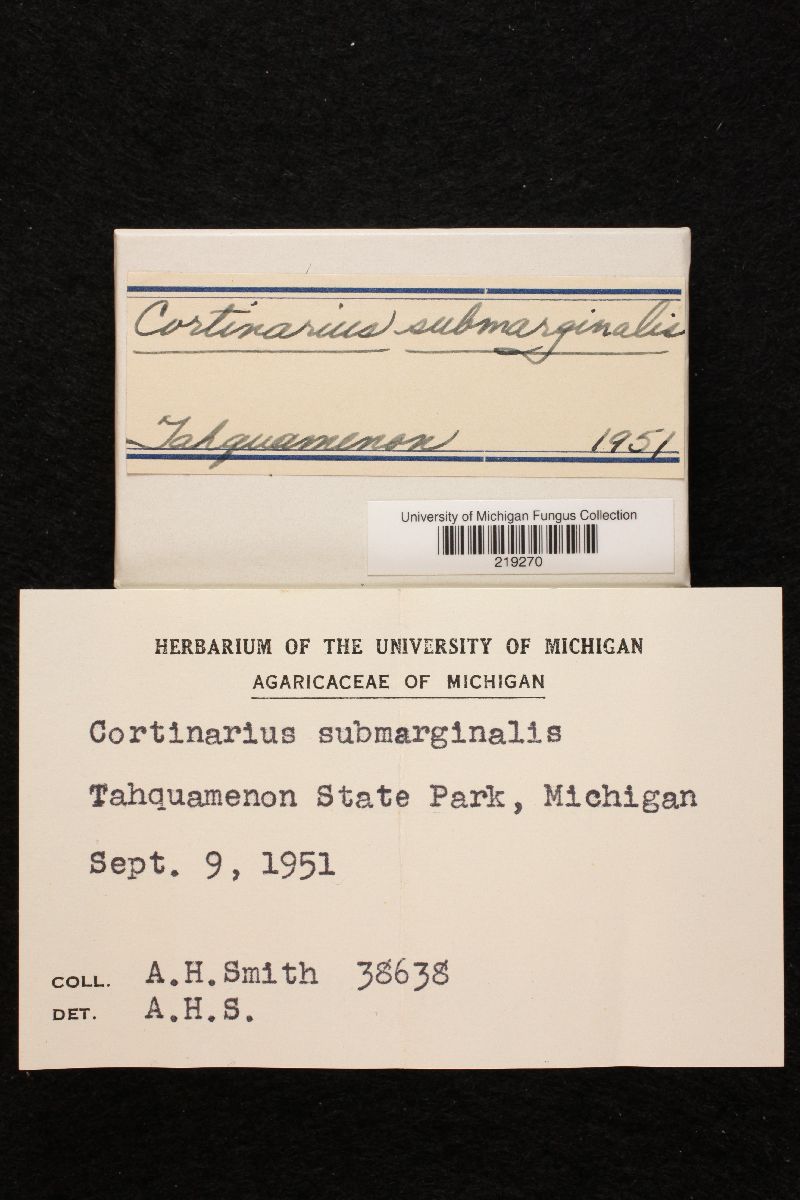 Cortinarius submarginalis
Tahquamenon 1951
University of Michigan Fungus Collection
219270
HERBARIUM OF THE UNIVERSITY OF MICHIGAN
AGARICACEAE OF MICHIGAN
Cortinarius submarginalis
Tahquamenon State Park, Michigan
Sept. 9, 1951
COLL. A.H.Smith 38638
DET. A.H.S.